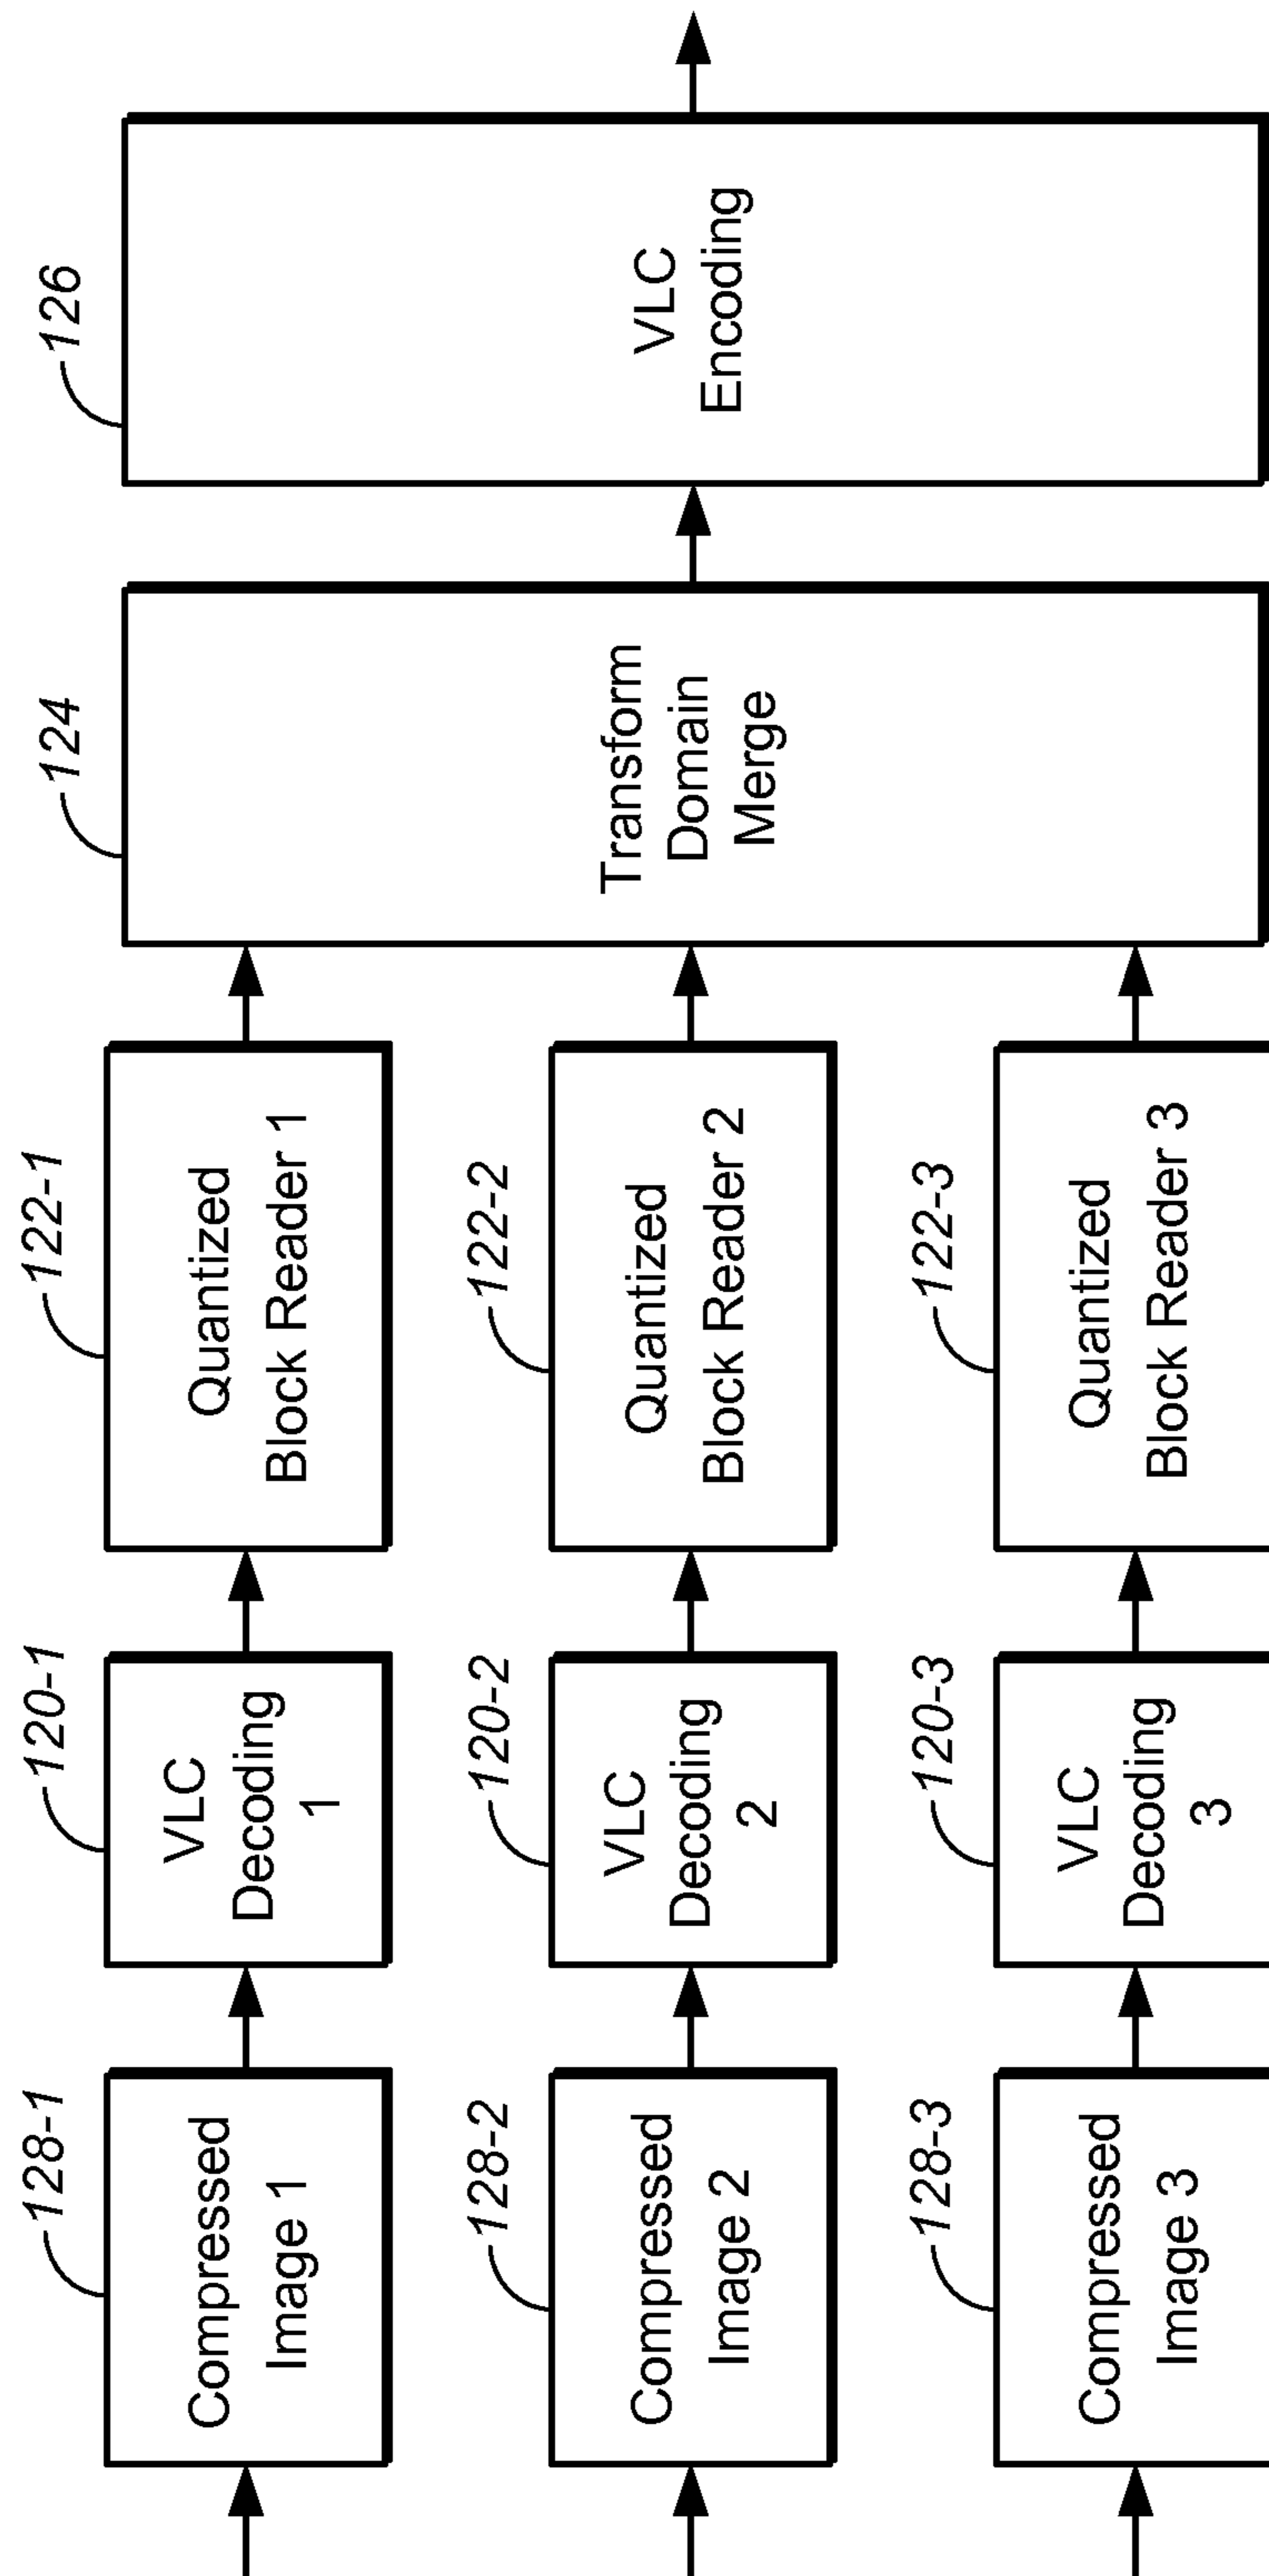 128-1
Compressed
Image 1
120-1
VLC
Decoding
1
122-1
Quantized
Block Reader 1
128-2
Compressed
Image 2
120-2
VLC
Decoding
2
122-2
Quantized
Block Reader 2
128-3
Compressed
Image 3
120-3
VLC
Decoding
3
122-3
Quantized
Block Reader 3
124
Transform
Domain
Merge
126
VLC
Encoding